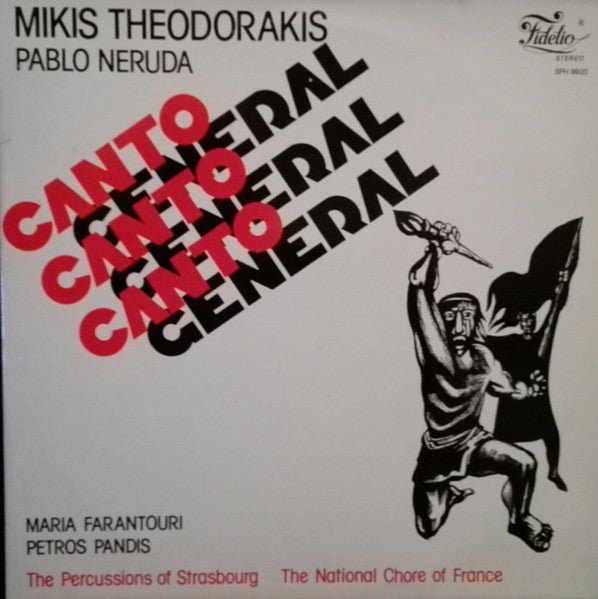 MIKIS THEODORAKIS
PABLO NERUDA
Fidelio ®
STEREO
SPH 9920
CANTO GENERAL
CANTO GENERAL
CANTO GENERAL
MARIA FARANTOURI
PETROS PANDIS
The Percussions of Strasbourg The National Chore of France